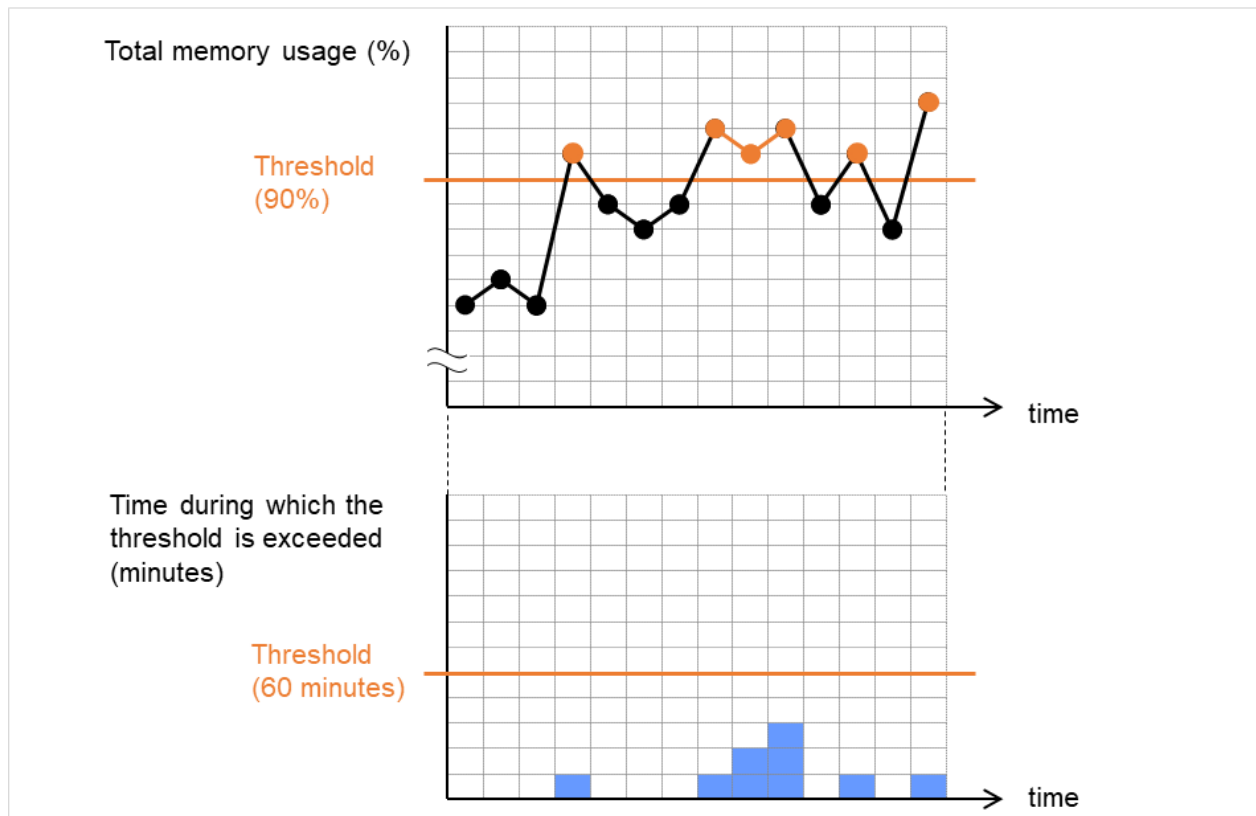 Total memory usage (%)
Threshold
(90%)
time
Time during which the
threshold is exceeded
(minutes)
Threshold
(60 minutes)
time